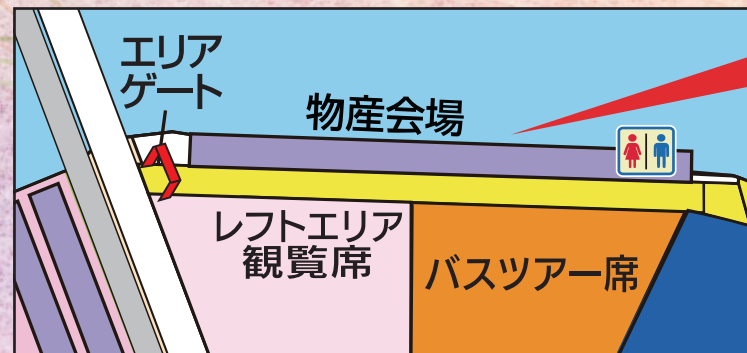 エリア
ゲート
物産会場
レフトエリア
観覧席
バスツアー席